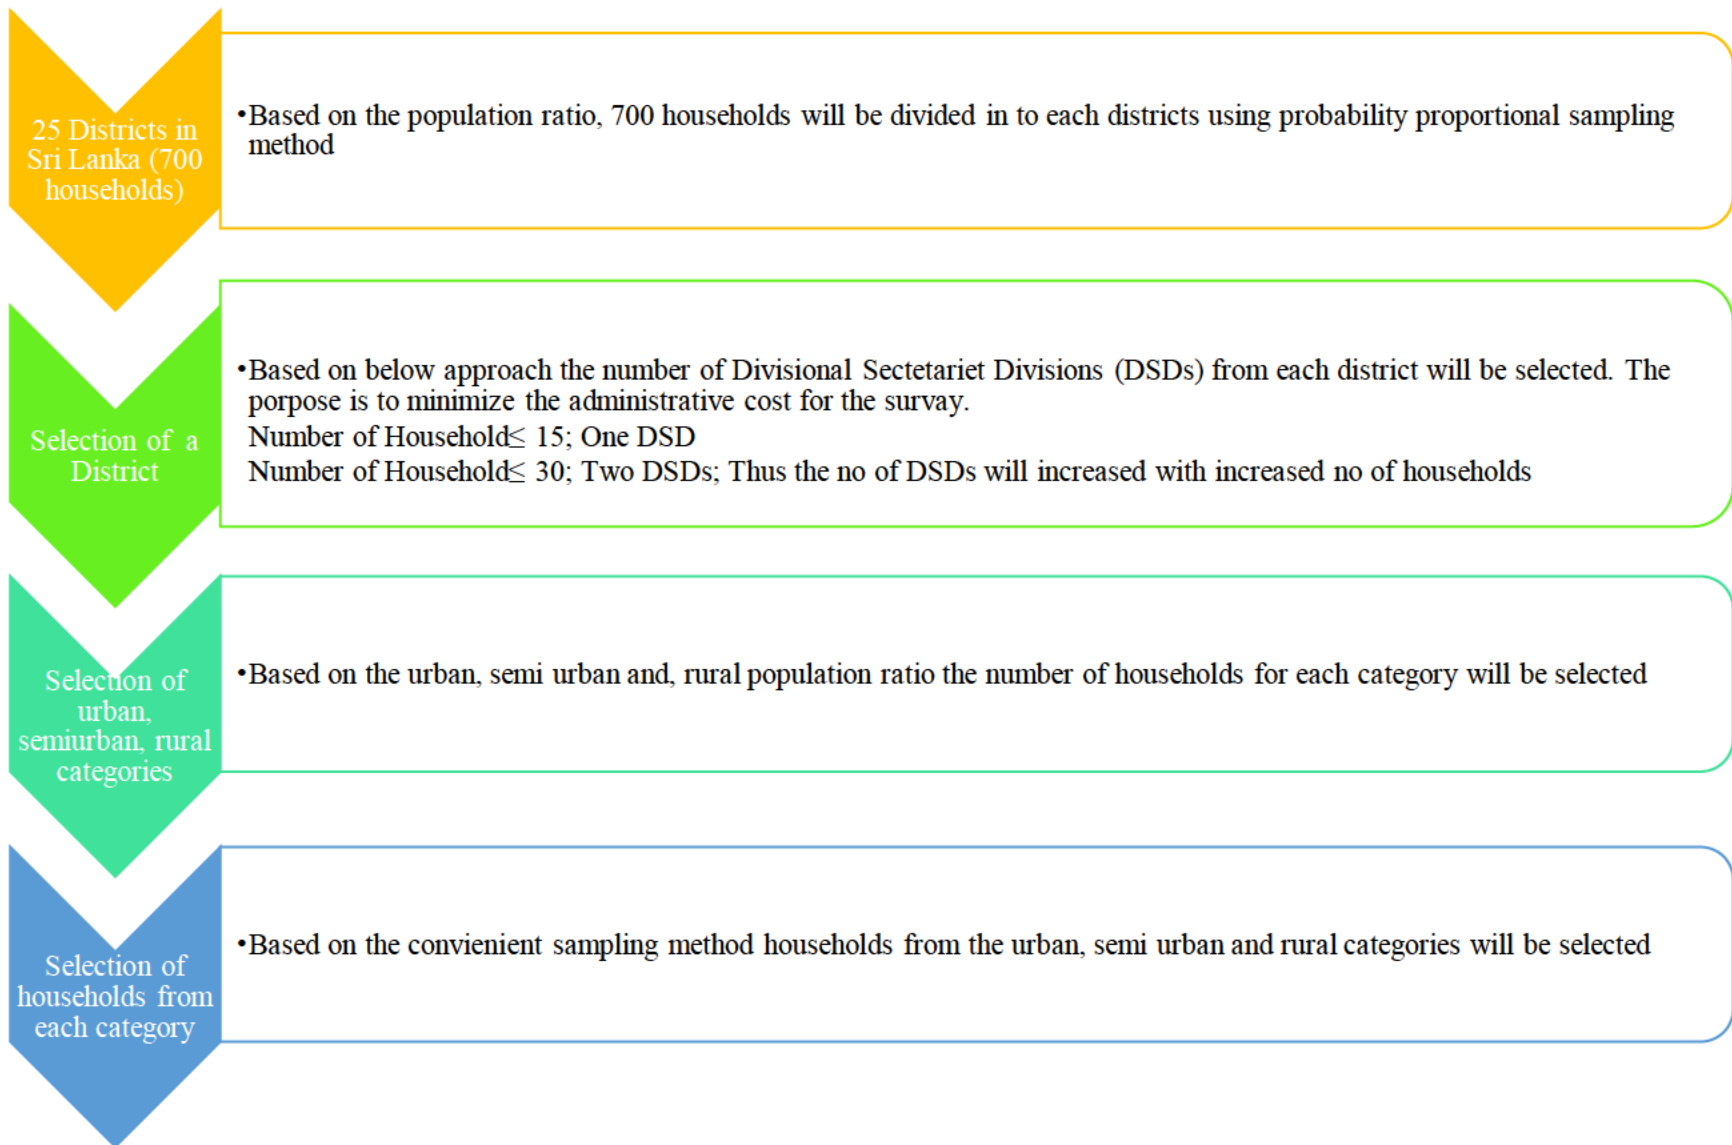 25 Districts in
Sri Lanka (700
households)
•Based on the population ratio, 700 households will be divided in to each districts using probability proportional sampling
method
Selection of a
District
•Based on below approach the number of Divisional Sectetariet Divisions (DSDs) from each district will be selected. The
porpose is to minimize the administrative cost for the survay.
Number of Household≤ 15; One DSD
Number of Household≤ 30; Two DSDs; Thus the no of DSDs will increased with increased no of households
Selection of
urban,
semiurban, rural
categories
•Based on the urban, semi urban and, rural population ratio the number of households for each category will be selected
Selection of
households from
each category
•Based on the convienient sampling method households from the urban, semi urban and rural categories will be selected